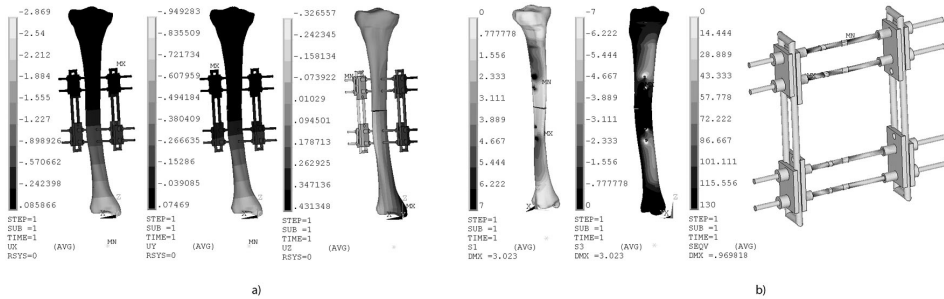 -2.869
-2.54
-2.212
-1.884
-1.555
-1.227
-.898926
-.570662
-.242398
.085866
STEP=1
SUB =1
TIME=1
UX (AVG)
RSYS=0
MX
MN
-.949283
-.835509
-.721734
-.607959
-.494184
-.380409
-.266635
-.15286
-.039085
.07469
STEP=1
SUB =1
TIME=1
UY (AVG)
RSYS=0
MX
MN
-.326557
-.242345
-.158134
-.073922
.01029
.094501
.178713
.262925
.347136
.431348
STEP=1
SUB =1
TIME=1
UZ (AVG)
RSYS=0
MN
MX
a)
0
.777778
1.556
2.333
3.111
3.889
4.667
5.444
6.222
7
STEP=1
SUB =1
TIME=1
S1 (AVG)
DMX =3.023
MN
MX
X
-7
-6.222
-5.444
-4.667
-3.889
-3.111
-2.333
-1.556
-.777778
0
STEP=1
SUB =1
TIME=1
S3 (AVG)
DMX =3.023
0
14.444
28.889
43.333
57.778
72.222
86.667
101.111
115.556
130
STEP=1
SUB =1
TIME=1
SEQV (AVG)
DMX =.969818
MN
b)